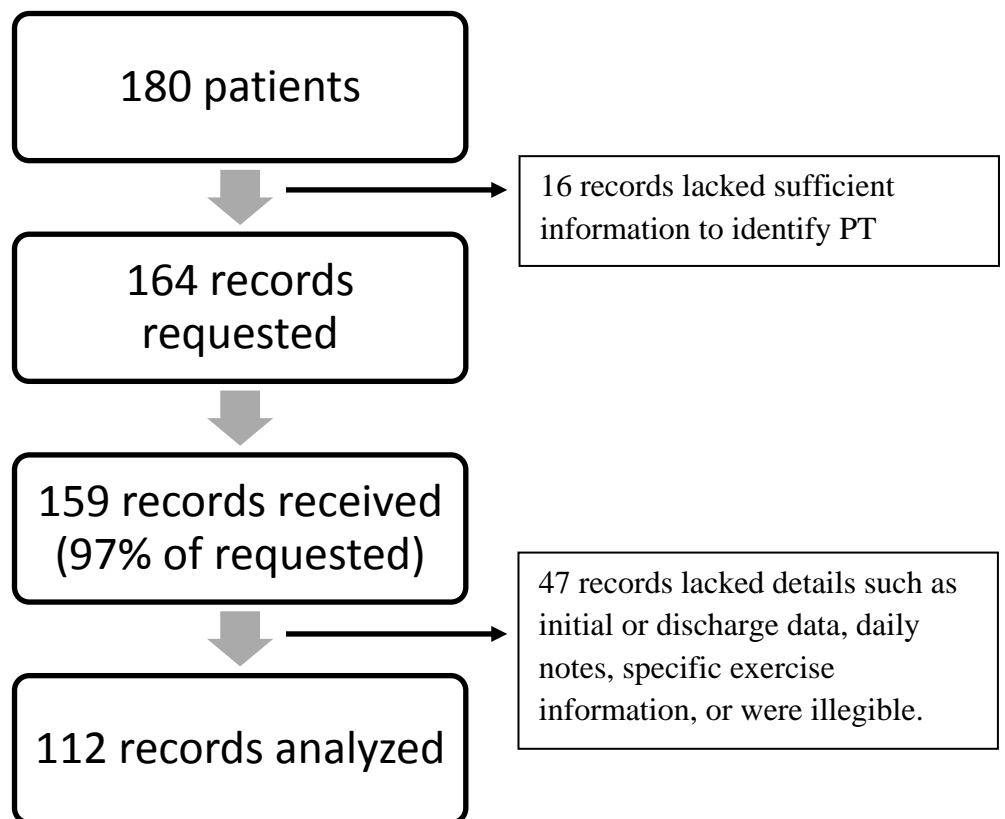 180 patients
16 records lacked sufficient
information to identify PT
164 records
requested
159 records received
(97% of requested)
47 records lacked details such as
initial or discharge data, daily
notes, specific exercise
information, or were illegible.
112 records analyzed